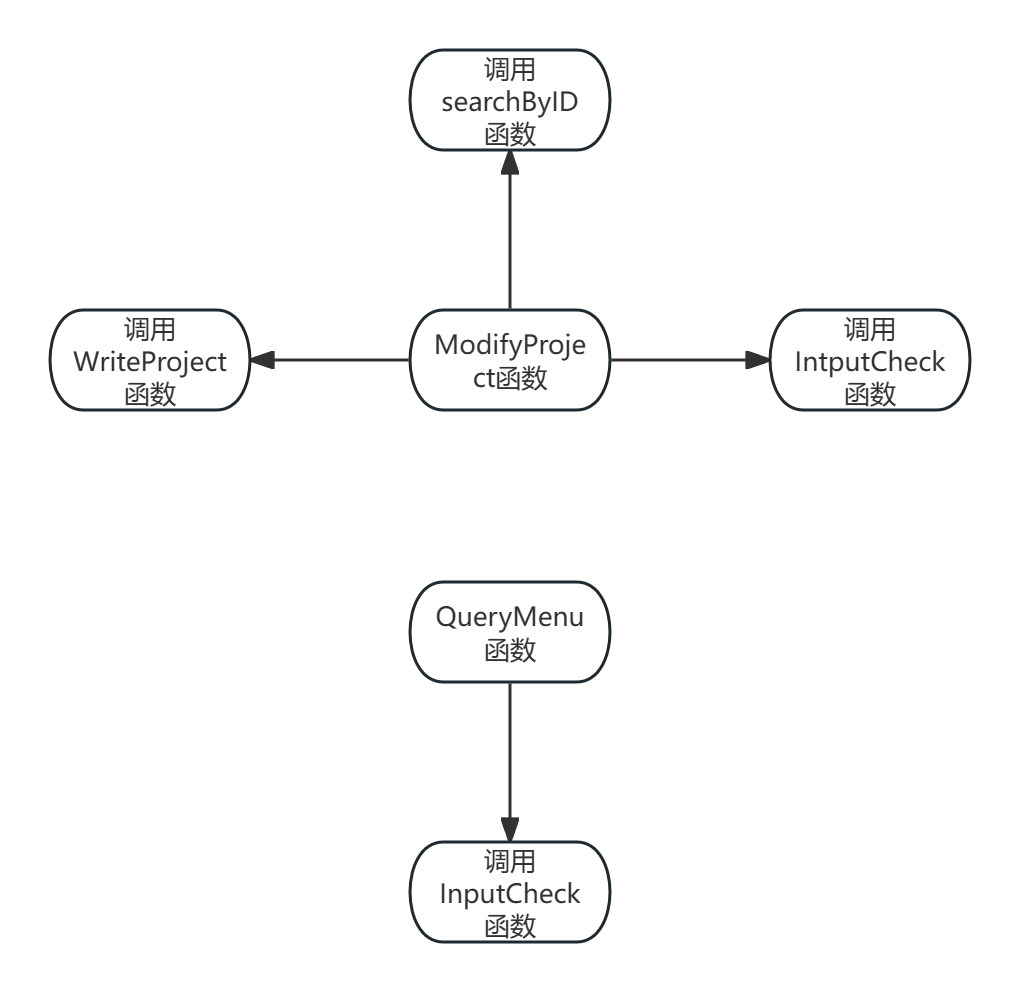 调用
searchByID
函数
调用
WriteProject
函数
ModifyProje
ct函数
调用
IntputCheck
函数
QueryMenu
函数
调用
InputCheck
函数